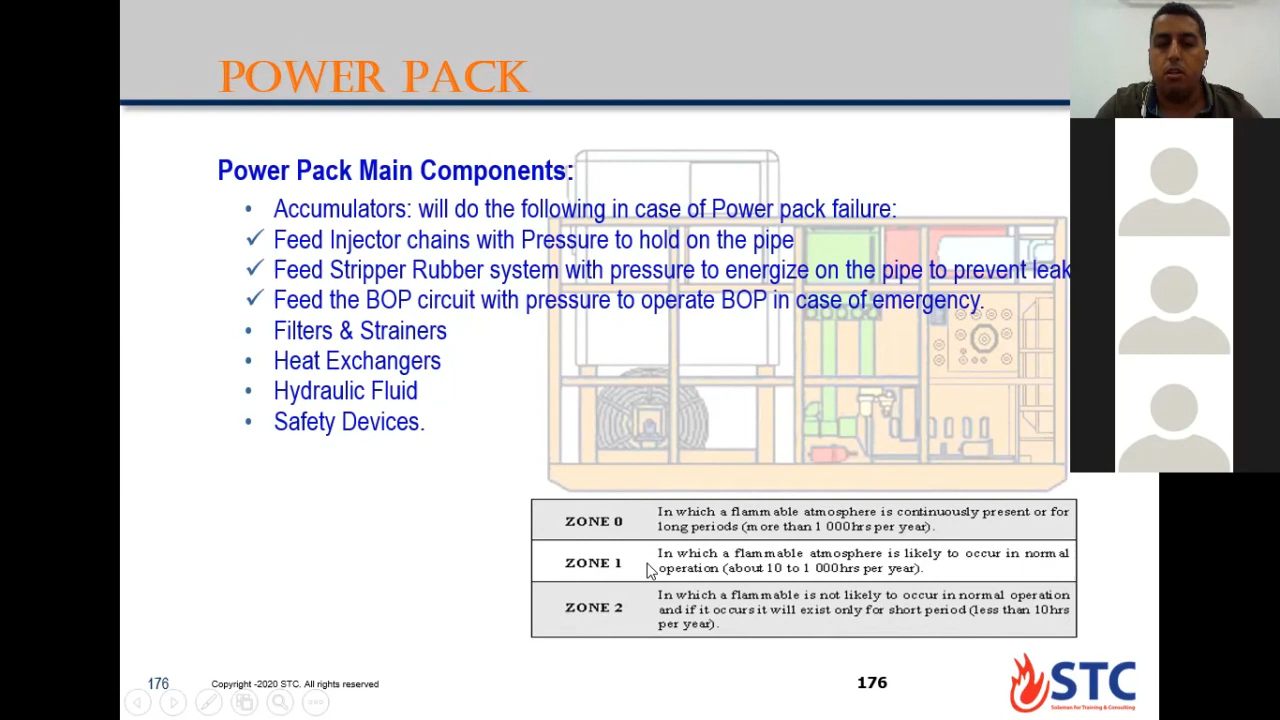 POWER PACK
Power Pack Main Components:
• Accumulators: will do the following in case of Power pack failure:
✓ Feed Injector chains with Pressure to hold on the pipe
✓ Feed Stripper Rubber system with pressure to energize on the pipe to prevent leak
✓ Feed the BOP circuit with pressure to operate BOP in case of emergency.
• Filters & Strainers
• Heat Exchangers
• Hydraulic Fluid
• Safety Devices.
ZONE 0
In which a flammable atmosphere is continuously present or for
long periods (more than 1 000hrs per year).
ZONE 1
In which a flammable atmosphere is likely to occur in normal
operation (about 10 to 1 000hrs per year).
ZONE 2
In which a flammable is not likely to occur in normal operation
and if it occurs it will exist only for short period (less than 10hrs
per year).
176
Copyright -2020 STC. All rights reserved
176
STC
Solution for Training & Consulting